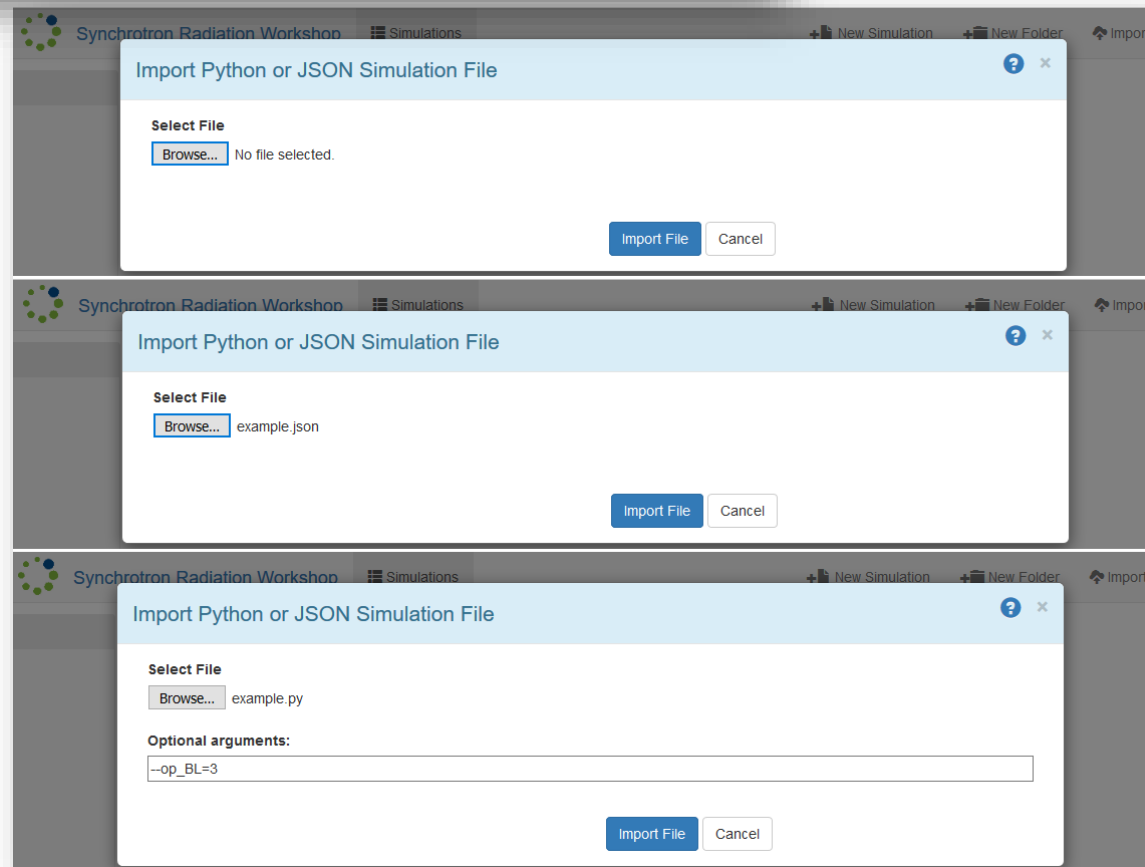 Synchrotron Radiation Workshop Simulations New Simulation New Folder Impor
Import Python or JSON Simulation File ? ×
Select File
Browse... No file selected.
Import File Cancel
Synchrotron Radiation Workshop Simulations New Simulation New Folder Impor
Import Python or JSON Simulation File ? ×
Select File
Browse... example.json
Import File Cancel
Synchrotron Radiation Workshop Simulations New Simulation New Folder Import
Import Python or JSON Simulation File ? ×
Select File
Browse... example.py
Optional arguments:
--op_BL=3
Import File Cancel